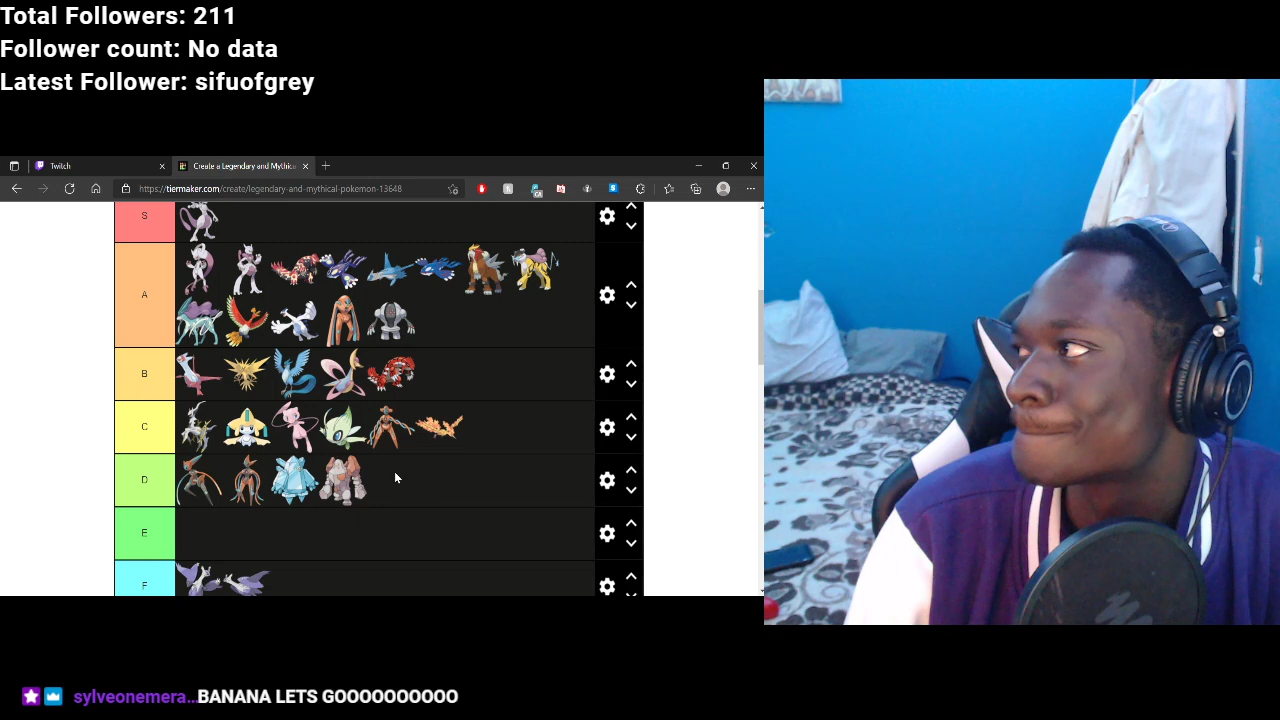 Total Followers: 211
Follower count: No data
Latest Follower: sifuofgrey
Twitch
Create a Legendary and Mythica
https://tiermaker.com/create/legendary-and-mythical-pokemon-13648
S
A
B
C
D
E
F
sylveonemera... BANANA LETS GOOOOOOOOOO